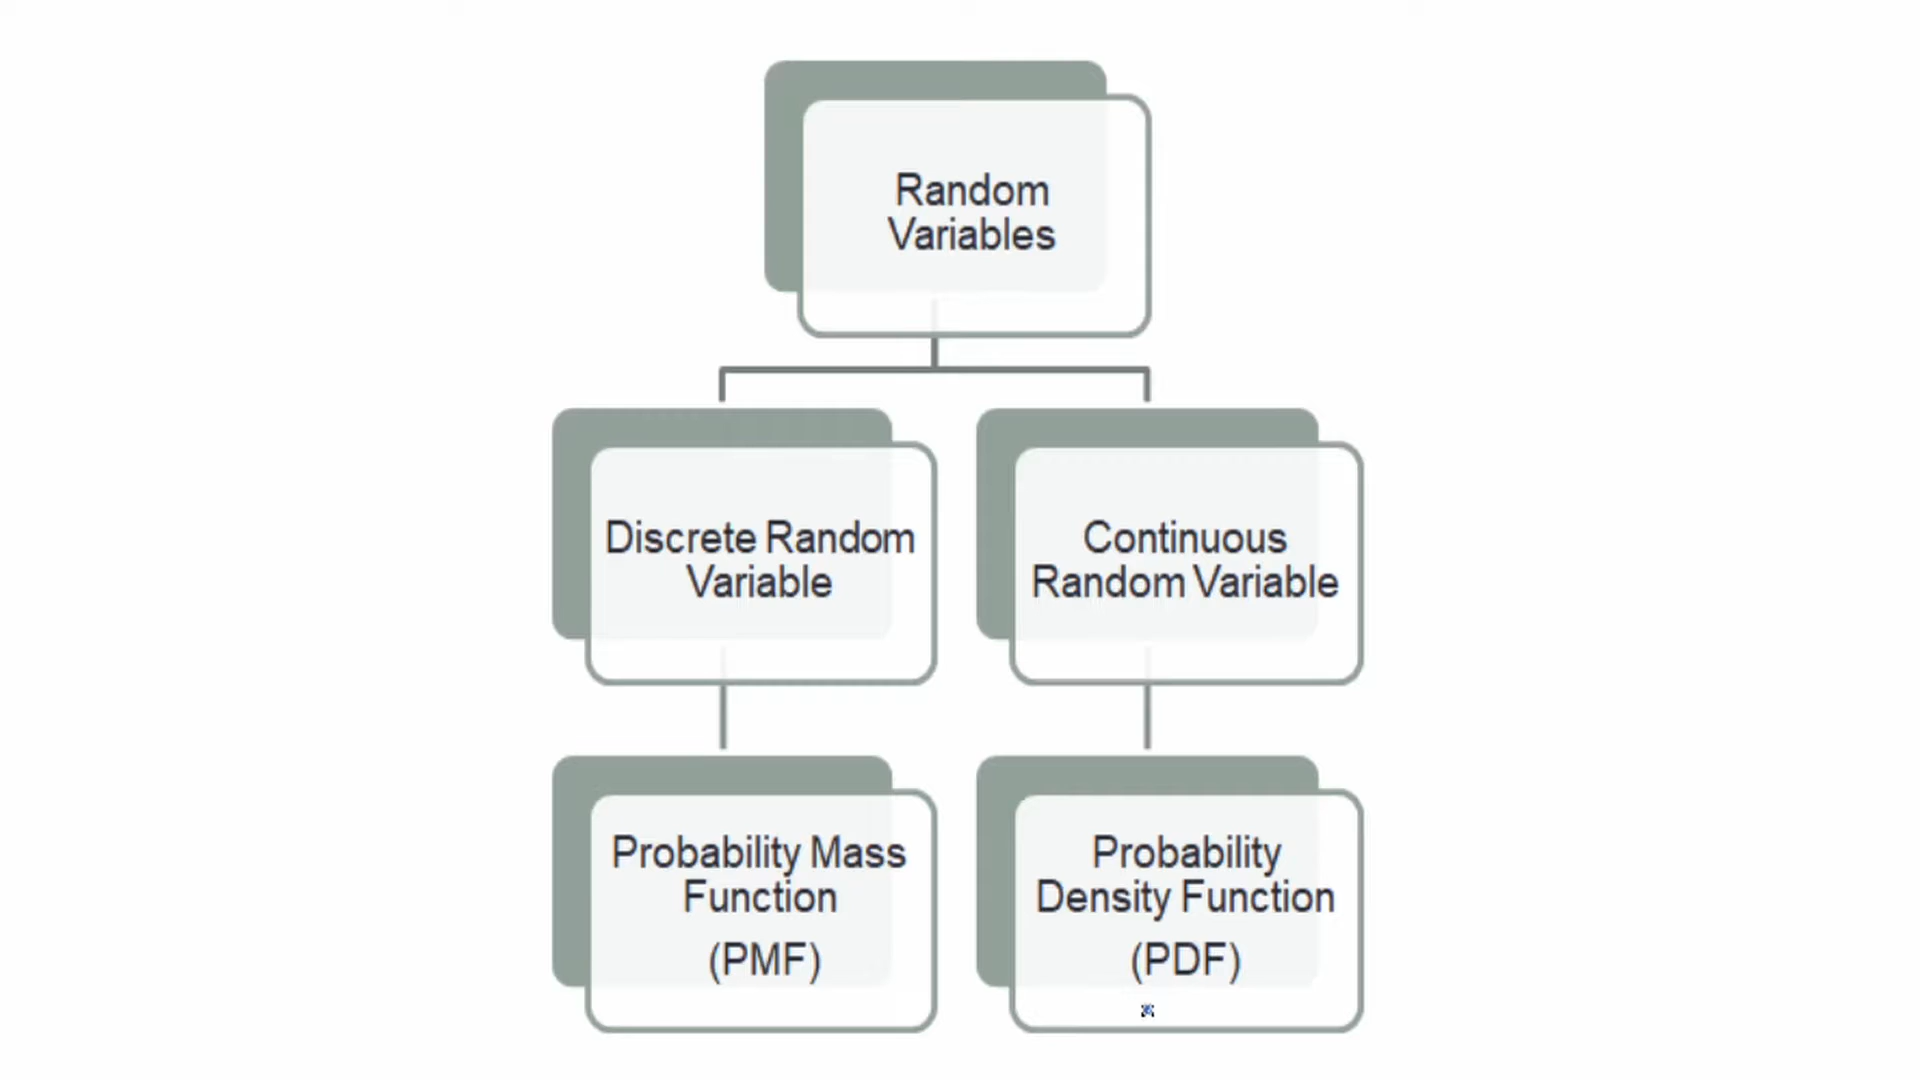 Random
Variables
Discrete Random
Variable
Continuous
Random Variable
Probability Mass
Function
(PMF)
Probability
Density Function
(PDF)